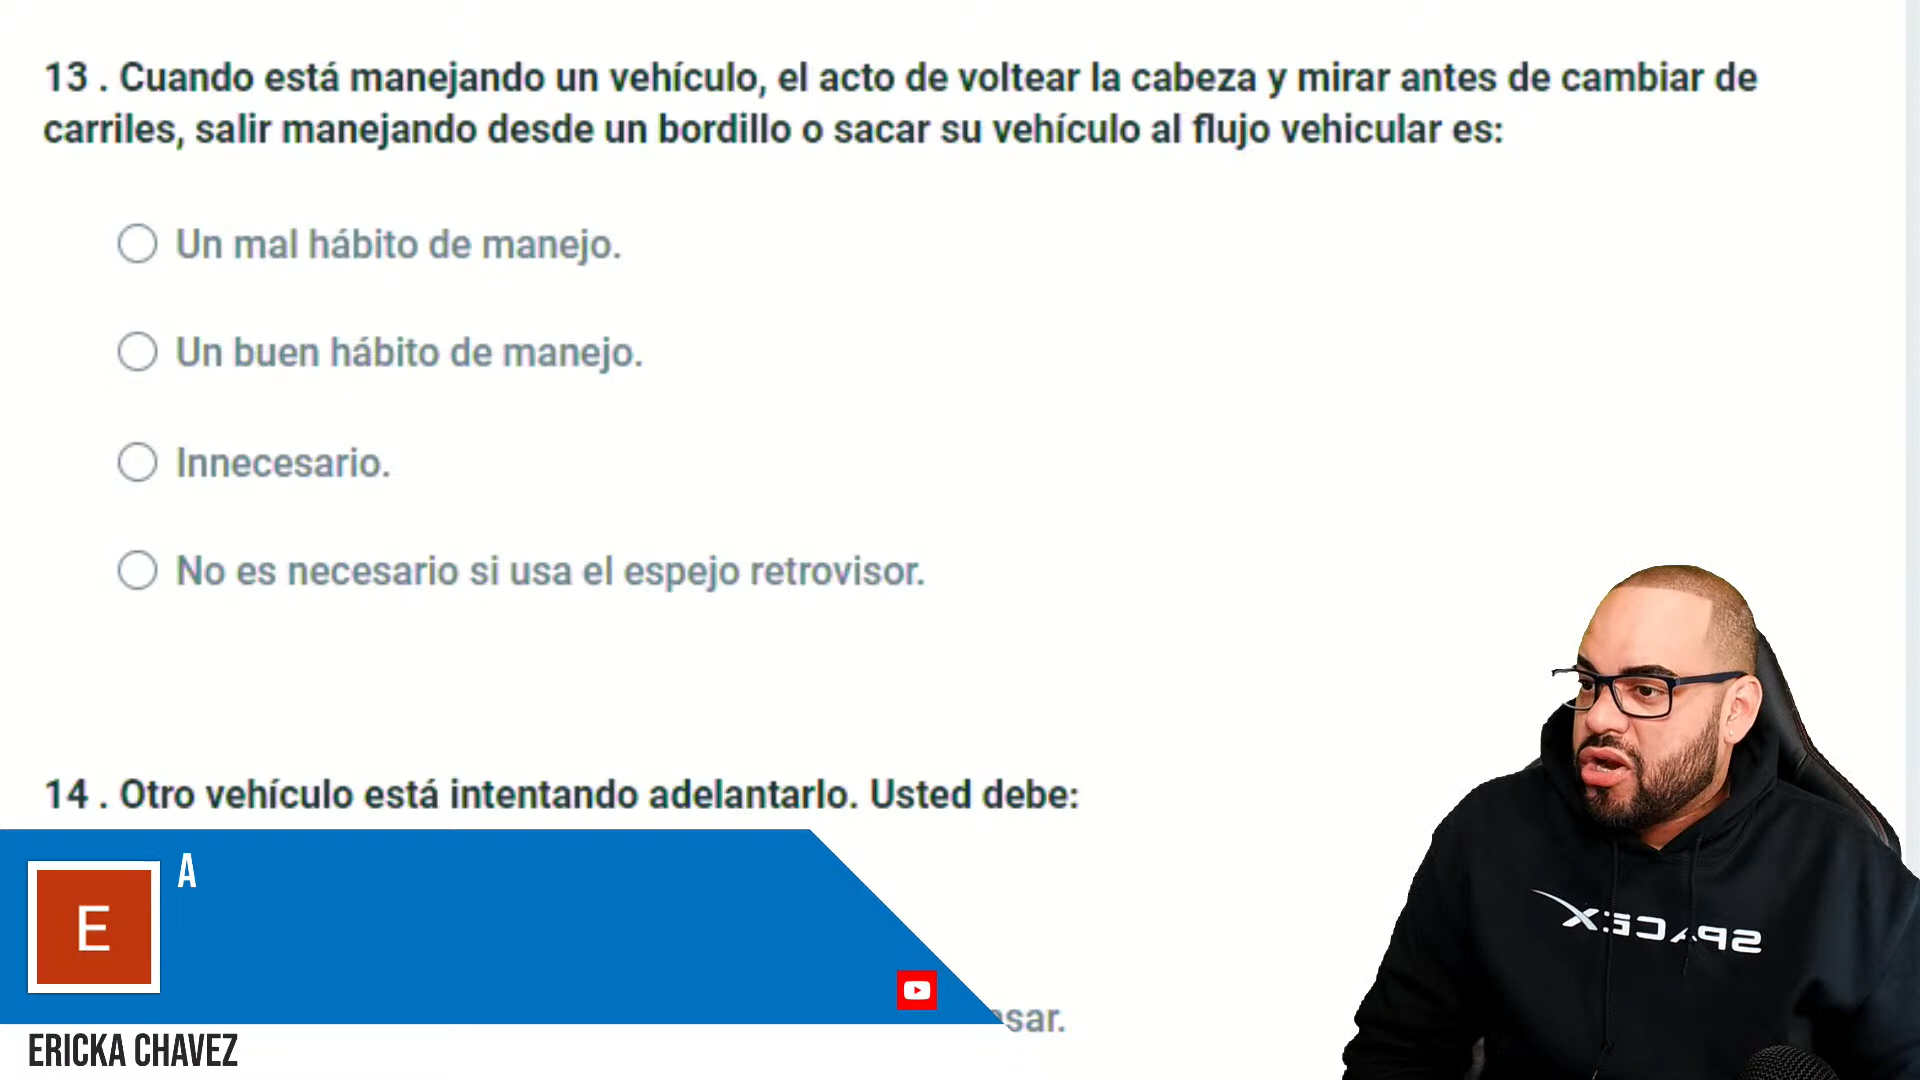 13 . Cuando está manejando un vehículo, el acto de voltear la cabeza y mirar antes de cambiar de
carriles, salir manejando desde un bordillo o sacar su vehículo al flujo vehicular es:
Un mal hábito de manejo.
Un buen hábito de manejo.
Innecesario.
No es necesario si usa el espejo retrovisor.
14 . Otro vehículo está intentando adelantarlo. Usted debe:
A
E
SPACEX
ERICKA CHAVEZ